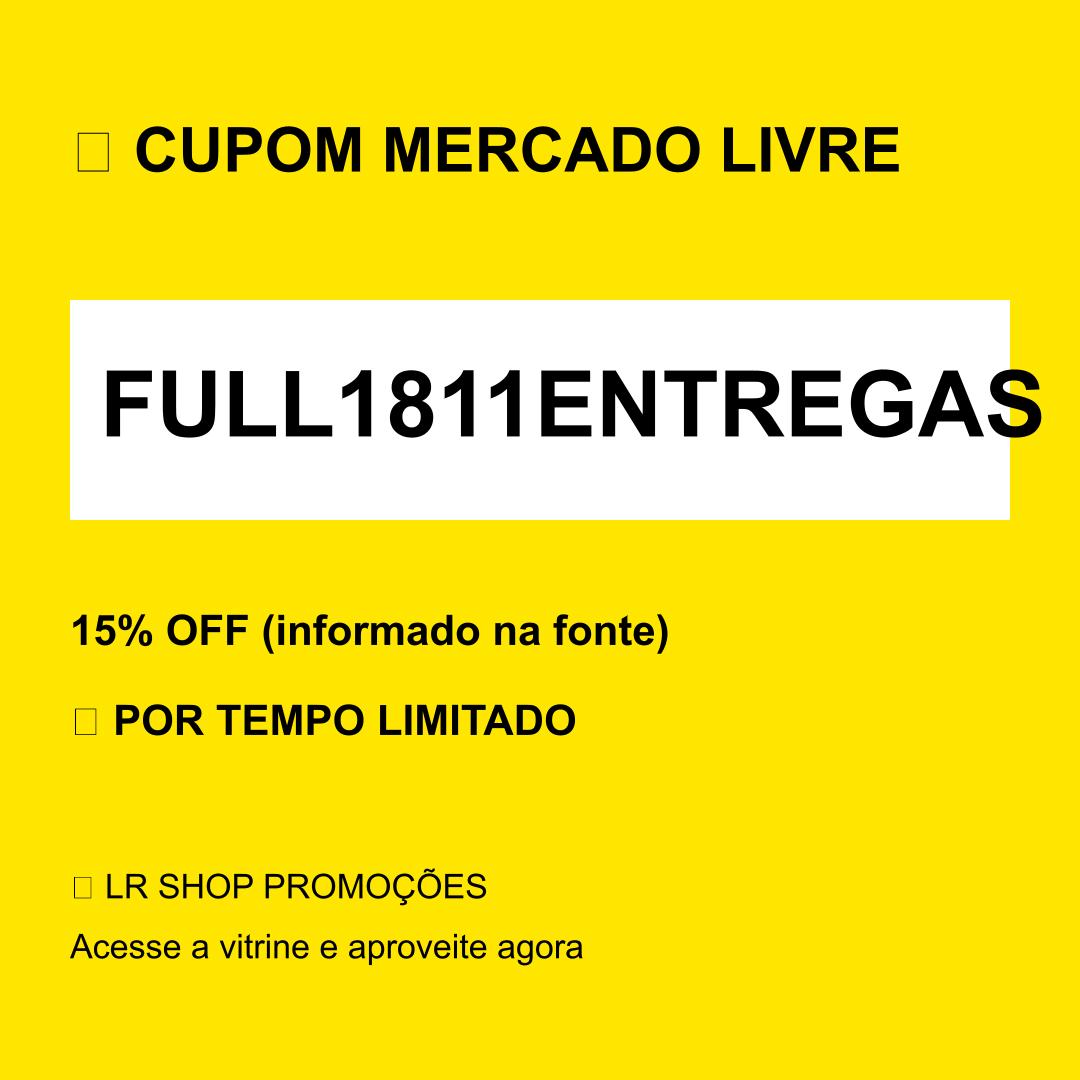 CUPOM MERCADO LIVRE
FULL1811ENTREGAS
15% OFF (informado na fonte)
POR TEMPO LIMITADO
LR SHOP PROMOÇÕES
Acesse a vitrine e aproveite agora